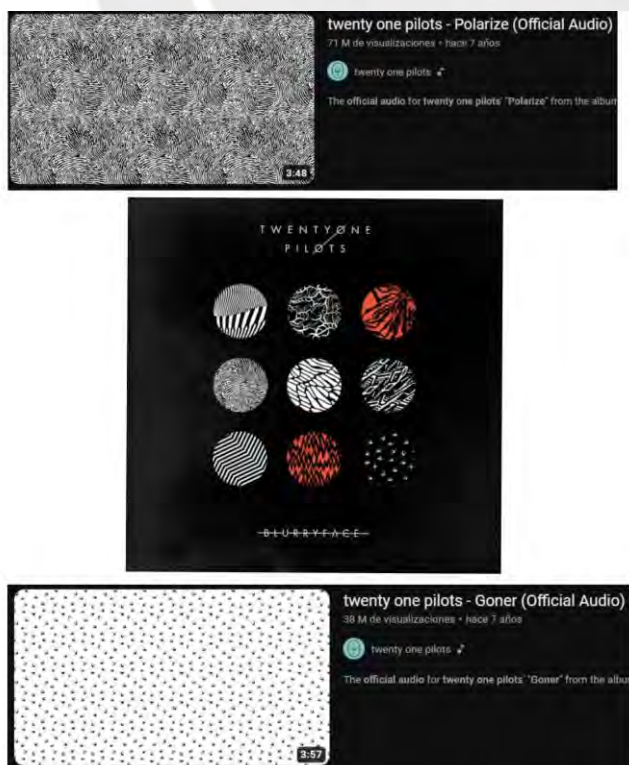 twenty one pilots - Polarize (Official Audio)
71 M de visualizaciones • hace 7 años
twenty one pilots
The official audio for twenty one pilots' "Polarize" from the album
3:48
TWENTY ØNE
PILØTS
BLURRYFACE
twenty one pilots - Goner (Official Audio)
38 M de visualizaciones • hace 7 años
twenty one pilots
The official audio for twenty one pilots' "Goner" from the album
3:57